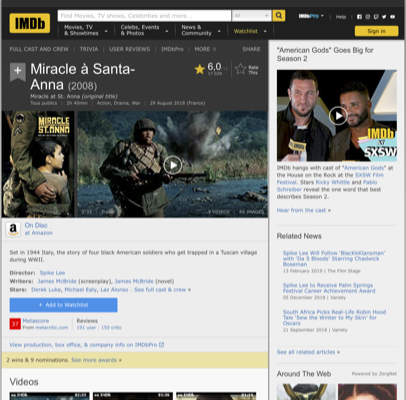 IMDb
Find Movies, TV shows, Celebrities and more...
All
IMDbPro
Help
Movies, TV
& Showtimes
Celebs, Events
& Photos
News &
Community
Watchlist
Sign in
FULL CAST AND CREW | TRIVIA | USER REVIEWS | IMDbPro | MORE
SHARE
Miracle à Santa-
Anna (2008)
6,0
Rate
This
Miracle at St. Anna (original title)
Tous publics | 2h 40min | Action, Drama, War | 29 August 2018 (France)
MIRACLE
AT
ST. ANNA
On Disc
at Amazon
Set in 1944 Italy, the story of four black American soldiers who get trapped in a Tuscan village
during WWII.
Director: Spike Lee
Writers: James McBride (screenplay), James McBride (novel)
Stars: Derek Luke, Michael Ealy, Laz Alonso | See full cast & crew »
+ Add to Watchlist
37
Metascore
From metacritic.com
Reviews
191 user | 150 critic
View production, box office, & company info on IMDbPro
2 wins & 9 nominations. See more awards »
Videos
"American Gods" Goes Big for
Season 2
IMDb
SXSW
IMDb hangs with cast of "American Gods" at
the House on the Rock at the SXSW Film
Festival. Stars Ricky Whittle and Pablo
Schreiber reveal the one word that best
describes Season 2.
Hear from the cast »
Related News
Spike Lee Will Follow 'BlacKkKlansman'
with 'Da 5 Bloods' Starring Chadwick
Boseman
13 February 2019 | The Film Stage
Spike Lee to Receive Palm Springs
Festival Career Achievement Award
05 December 2018 | Variety
South Africa Picks Real-Life Robin Hood
Tale 'Sew the Winter to My Skin' for
Oscars
21 September 2018 | Variety
See all related articles »
Around The Web
Powered by ZergNet